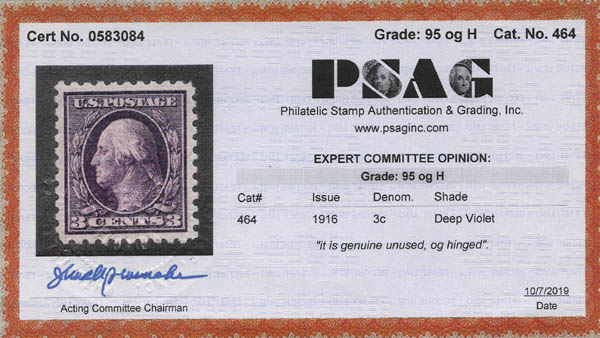 Cert No. 0583084
Grade: 95 og H Cat. No. 464
PSAG
Philatelic Stamp Authentication & Grading, Inc.
www.psaginc.com
U.S. POSTAGE
3 CENTS 3
EXPERT COMMITTEE OPINION:
Grade: 95 og H
Cat# Issue Denom. Shade
464 1916 3c Deep Violet
"it is genuine unused, og hinged".
Acting Committee Chairman
10/7/2019
Date